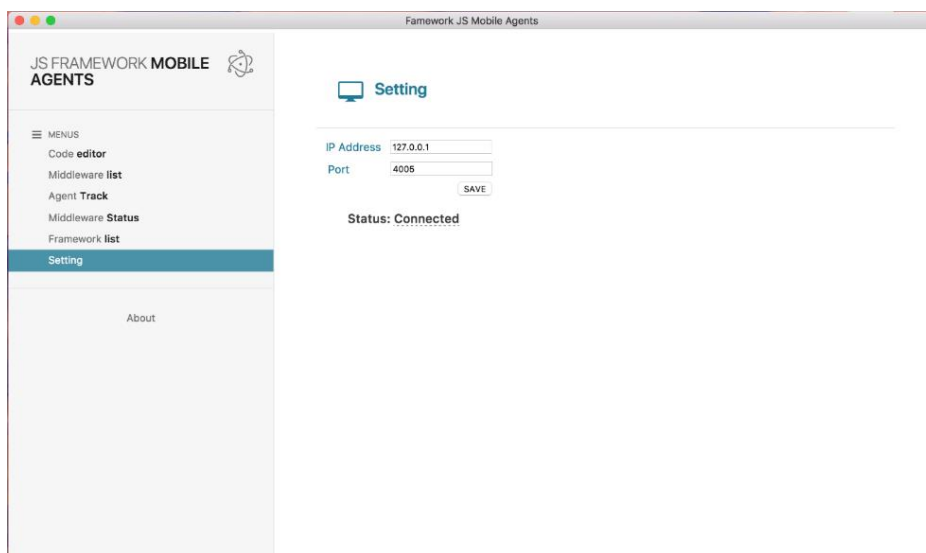 Famework JS Mobile Agents
JS FRAMEWORK MOBILE
AGENTS
MENUS
Code editor
Middleware list
Agent Track
Middleware Status
Framework list
Setting
About
Setting
IP Address 127.0.0.1
Port 4005
SAVE
Status: Connected